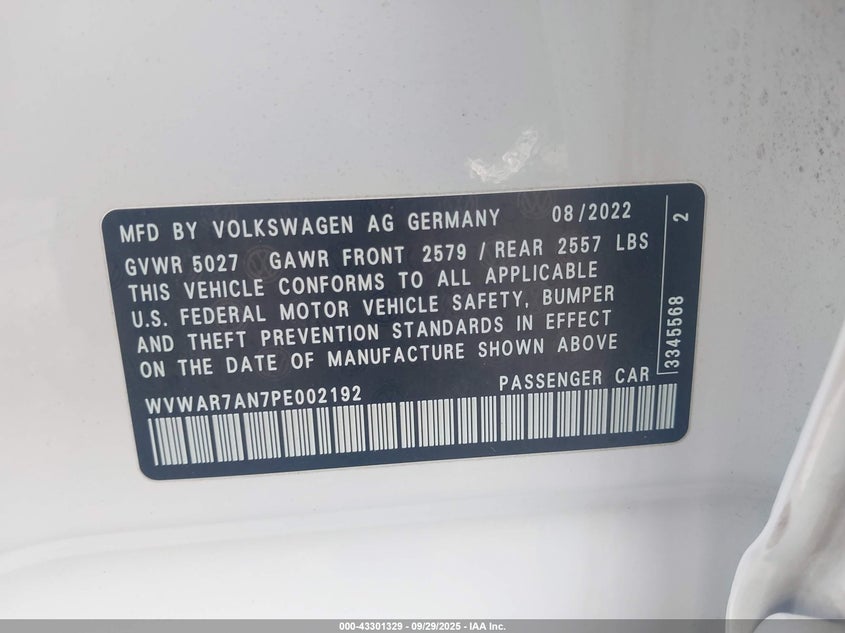 MFD BY VOLKSWAGEN AG GERMANY 08/2022
GVWR 5027 GAWR FRONT 2579 / REAR 2557 LBS
THIS VEHICLE CONFORMS TO ALL APPLICABLE
U.S. FEDERAL MOTOR VEHICLE SAFETY, BUMPER
AND THEFT PREVENTION STANDARDS IN EFFECT
ON THE DATE OF MANUFACTURE SHOWN ABOVE
WVWAR7AN7PE002192 PASSENGER CAR
3345568 2
000-43301329 - 09/29/2025 - IAA Inc.